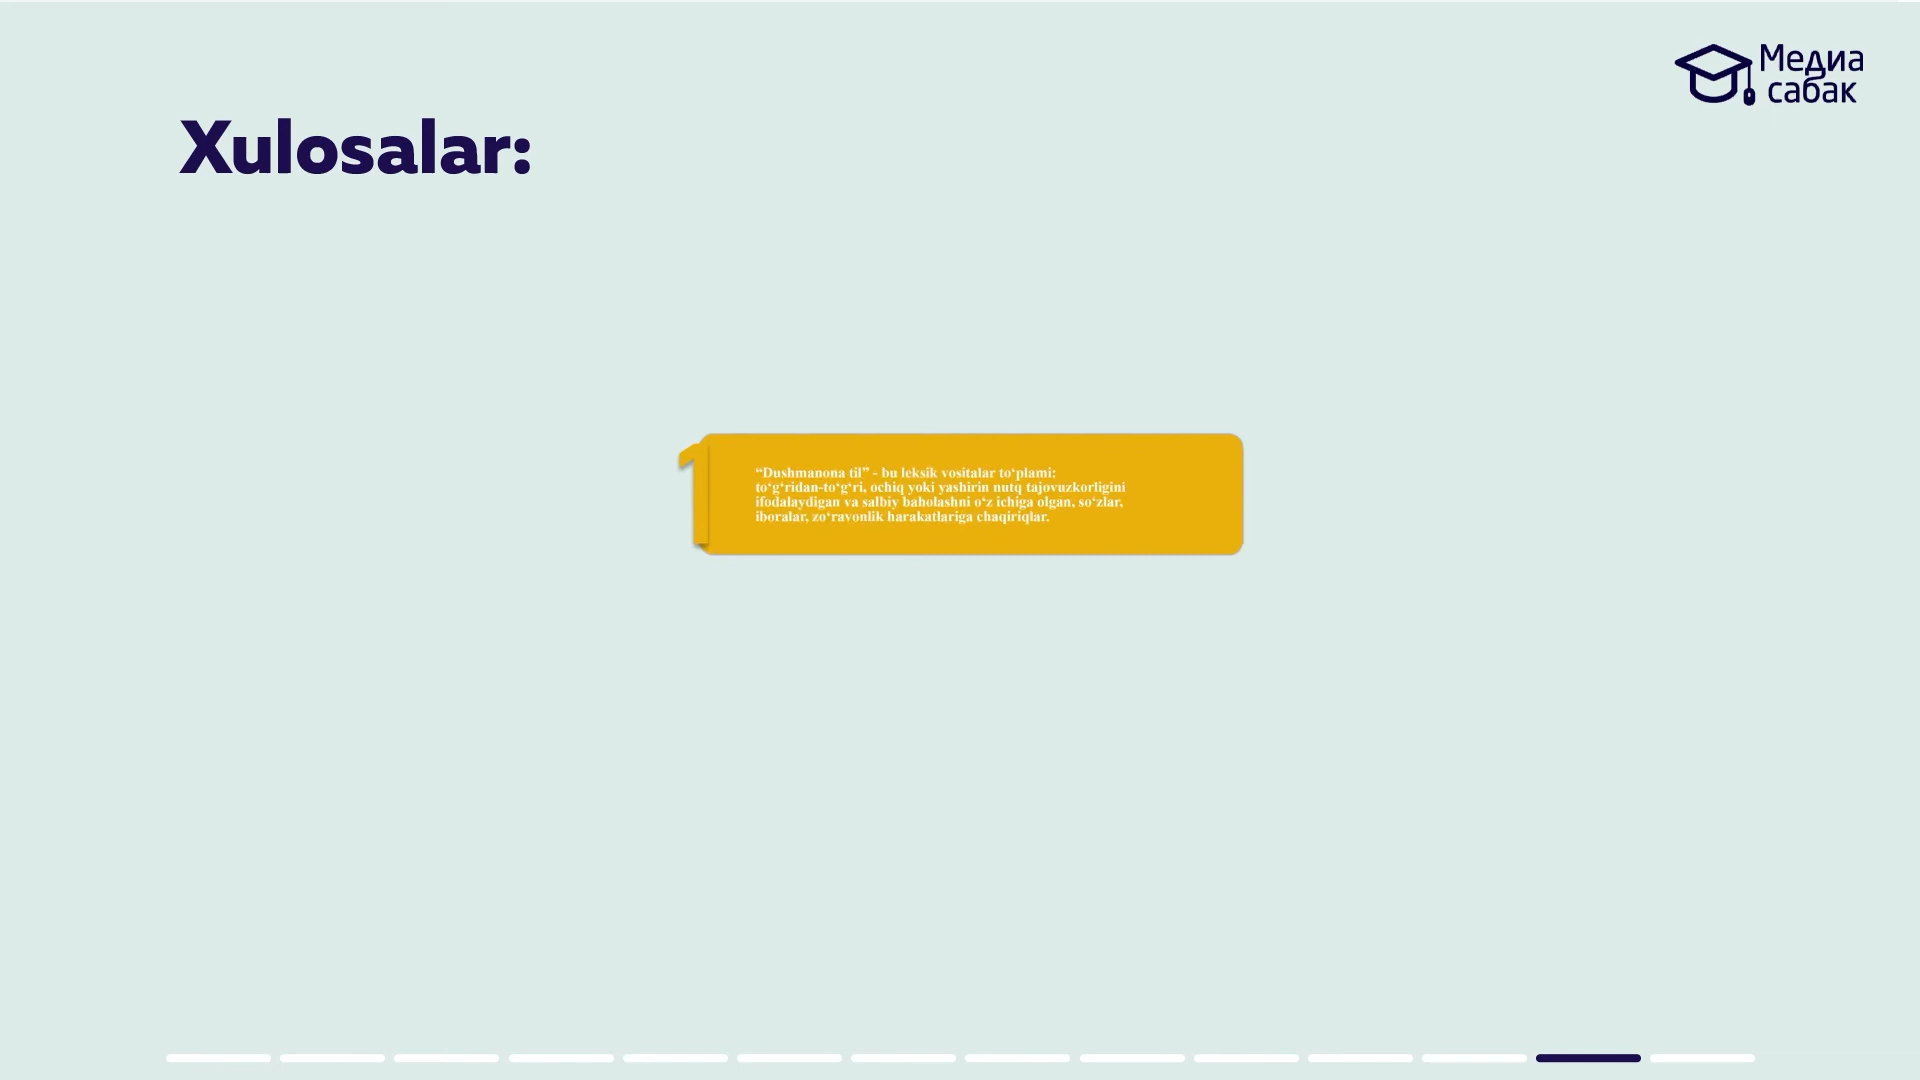 Медиа
сабак
Xulosalar:
1
“Dushmanona til” - bu leksik vositalar to‘plami:
to‘g‘ridan-to‘g‘ri, ochiq yoki yashirin nutq tajovuzkorligini
ifodalaydigan va salbiy baholashni o‘z ichiga olgan, so‘zlar,
iboralar, zo‘ravonlik harakatlariga chaqiriqlar.